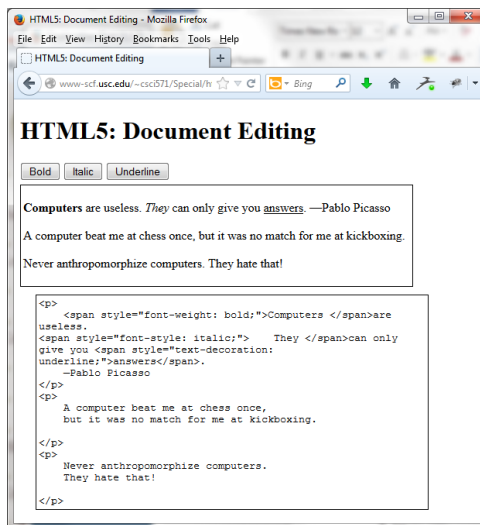 HTML5: Document Editing - Mozilla Firefox
File Edit View History Bookmarks Tools Help
HTML5: Document Editing
www-scf.usc.edu/~csci571/Special/h
Bing
HTML5: Document Editing
Bold Italic Underline
Computers are useless. They can only give you answers. —Pablo Picasso
A computer beat me at chess once, but it was no match for me at kickboxing.
Never anthropomorphize computers. They hate that!
<p>
<span style="font-weight: bold;">Computers </span>are
useless.
<span style="font-style: italic;">    They </span>can only
give you <span style="text-decoration:
underline;">answers</span>.
—Pablo Picasso
</p>
<p>
A computer beat me at chess once,
but it was no match for me at kickboxing.
</p>
<p>
Never anthropomorphize computers.
They hate that!
</p>